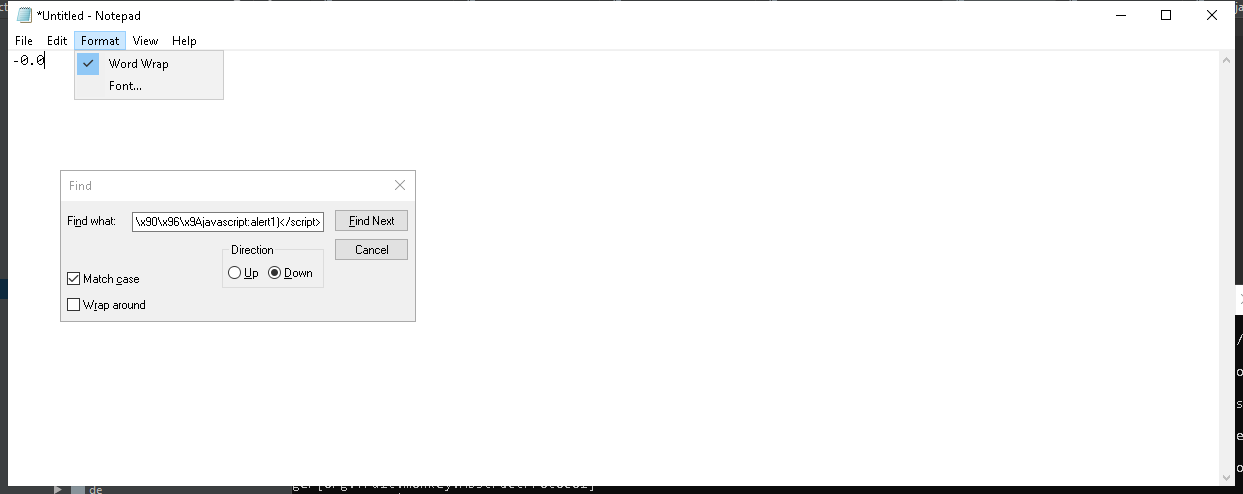 *Untitled - Notepad
File Edit Format View Help
-0.0
Word Wrap
Font...
Find
Find what: \x90\x96\x9Ajavascript:alert1)</script> Find Next
Direction Cancel
Up Down
Match case
Wrap around
de